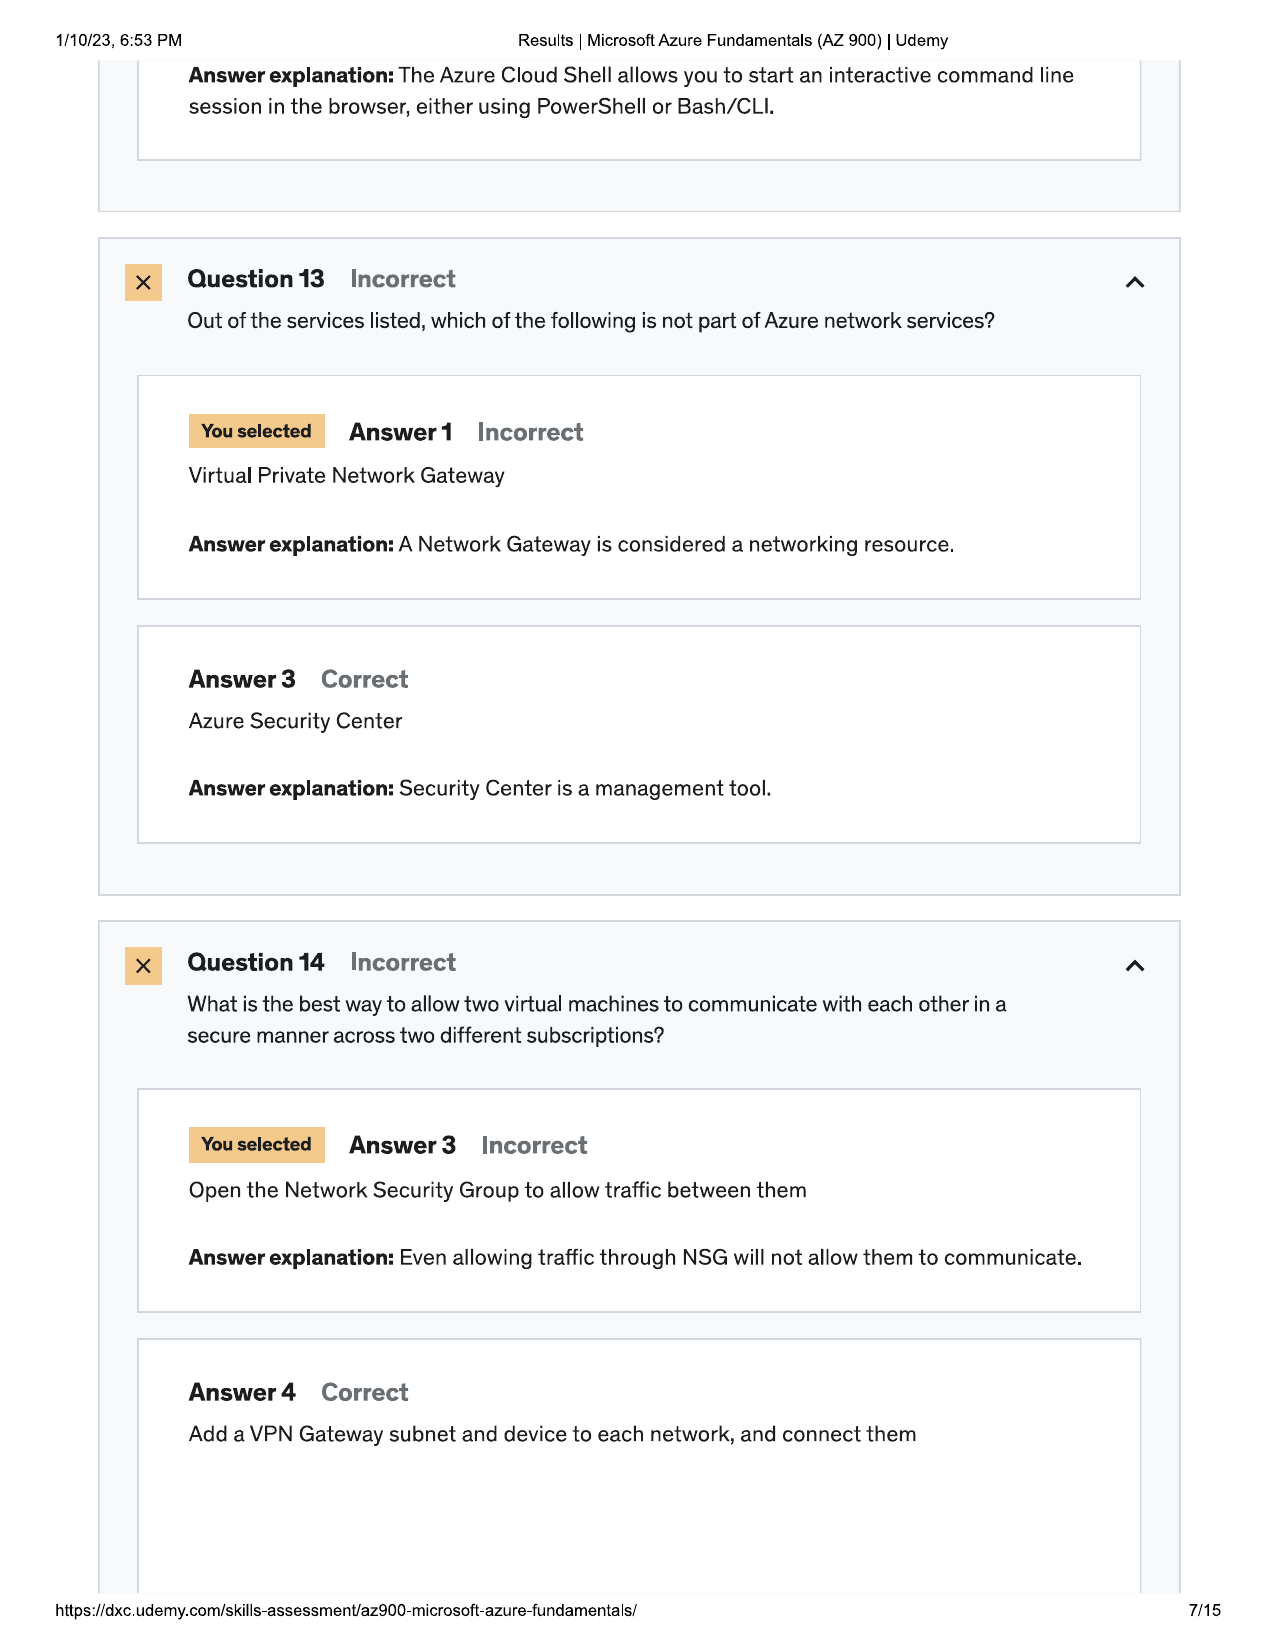 1/10/23, 6:53 PM
Results | Microsoft Azure Fundamentals (AZ 900) | Udemy
Answer explanation: The Azure Cloud Shell allows you to start an interactive command line
session in the browser, either using PowerShell or Bash/CLI.
Question 13 Incorrect
Out of the services listed, which of the following is not part of Azure network services?
You selected Answer 1 Incorrect
Virtual Private Network Gateway
Answer explanation: A Network Gateway is considered a networking resource.
Answer 3 Correct
Azure Security Center
Answer explanation: Security Center is a management tool.
Question 14 Incorrect
What is the best way to allow two virtual machines to communicate with each other in a
secure manner across two different subscriptions?
You selected Answer 3 Incorrect
Open the Network Security Group to allow traffic between them
Answer explanation: Even allowing traffic through NSG will not allow them to communicate.
Answer 4 Correct
Add a VPN Gateway subnet and device to each network, and connect them
https://dxc.udemy.com/skills-assessment/az900-microsoft-azure-fundamentals/
7/15